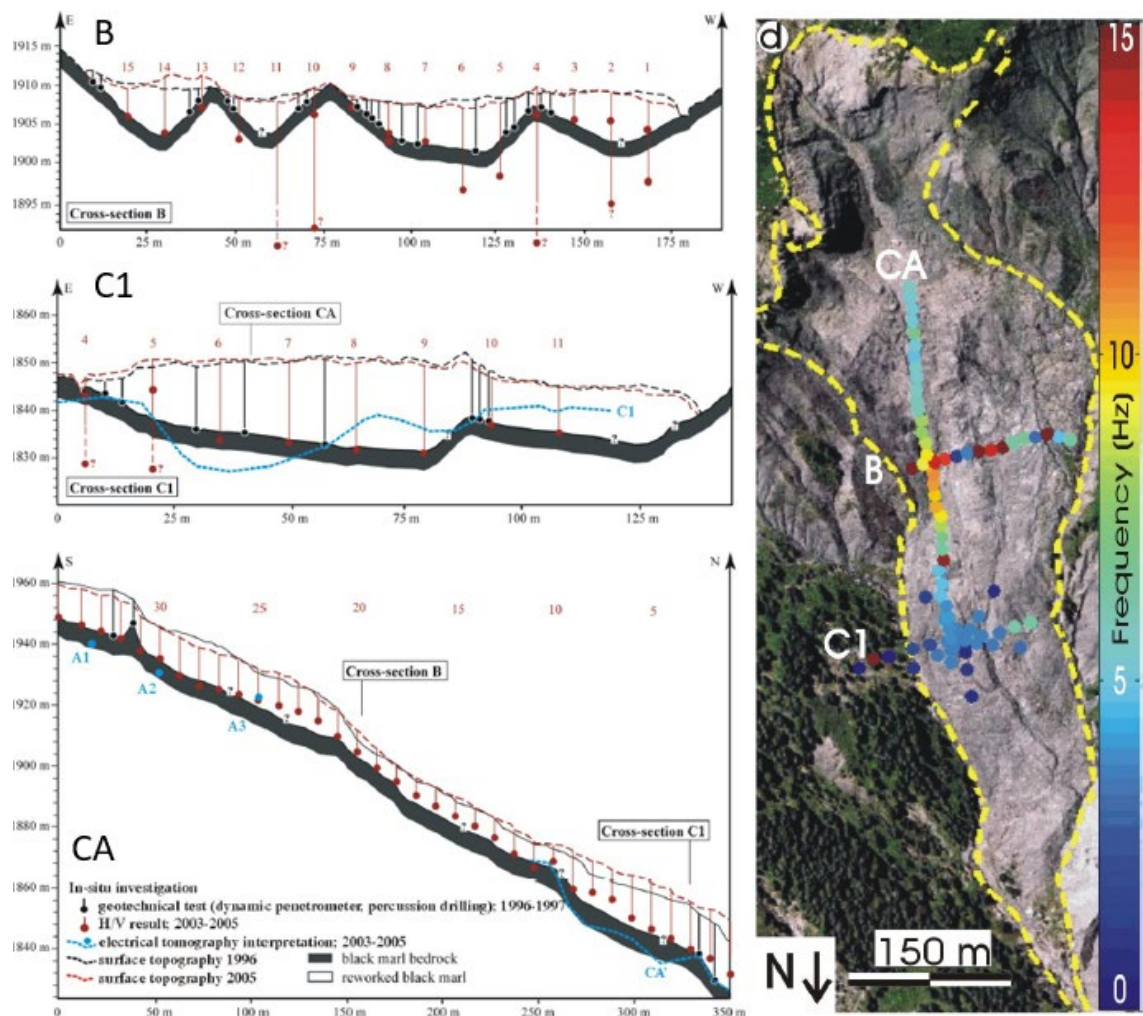 B
E
W
1915 m
1910 m
1905 m
1900 m
1895 m
15 14 13 12 11 10 9 8 7 6 5 4 3 2 1
? ? ?
? ? ? ?
Cross-section B
0 25 m 50 m 75 m 100 m 125 m 150 m 175 m
C1
E
W
Cross-section CA
1860 m
1850 m
1840 m
1830 m
4 5 6 7 8 9 10 11
C1
? ? ?
? ?
Cross-section C1
0 25 m 50 m 75 m 100 m 125 m
S
N
1960 m
1940 m
1920 m
1900 m
1880 m
1860 m
1840 m
30 25 20 15 10 5
A1
A2
A3
? ? ? ? ?
Cross-section B
Cross-section C1
CA
CA
In-situ investigation
geotechnical test (dynamic penetrometer, percussion drilling); 1996-1997
H/V result; 2003-2005
electrical tomography interpretation; 2003-2005
surface topography 1996
black marl bedrock
surface topography 2005
reworked black marl
0 50 m 100 m 150 m 200 m 250 m 300 m 350 m
d
CA
B
C1
N
150 m
15
10
5
0
Frequency (Hz)